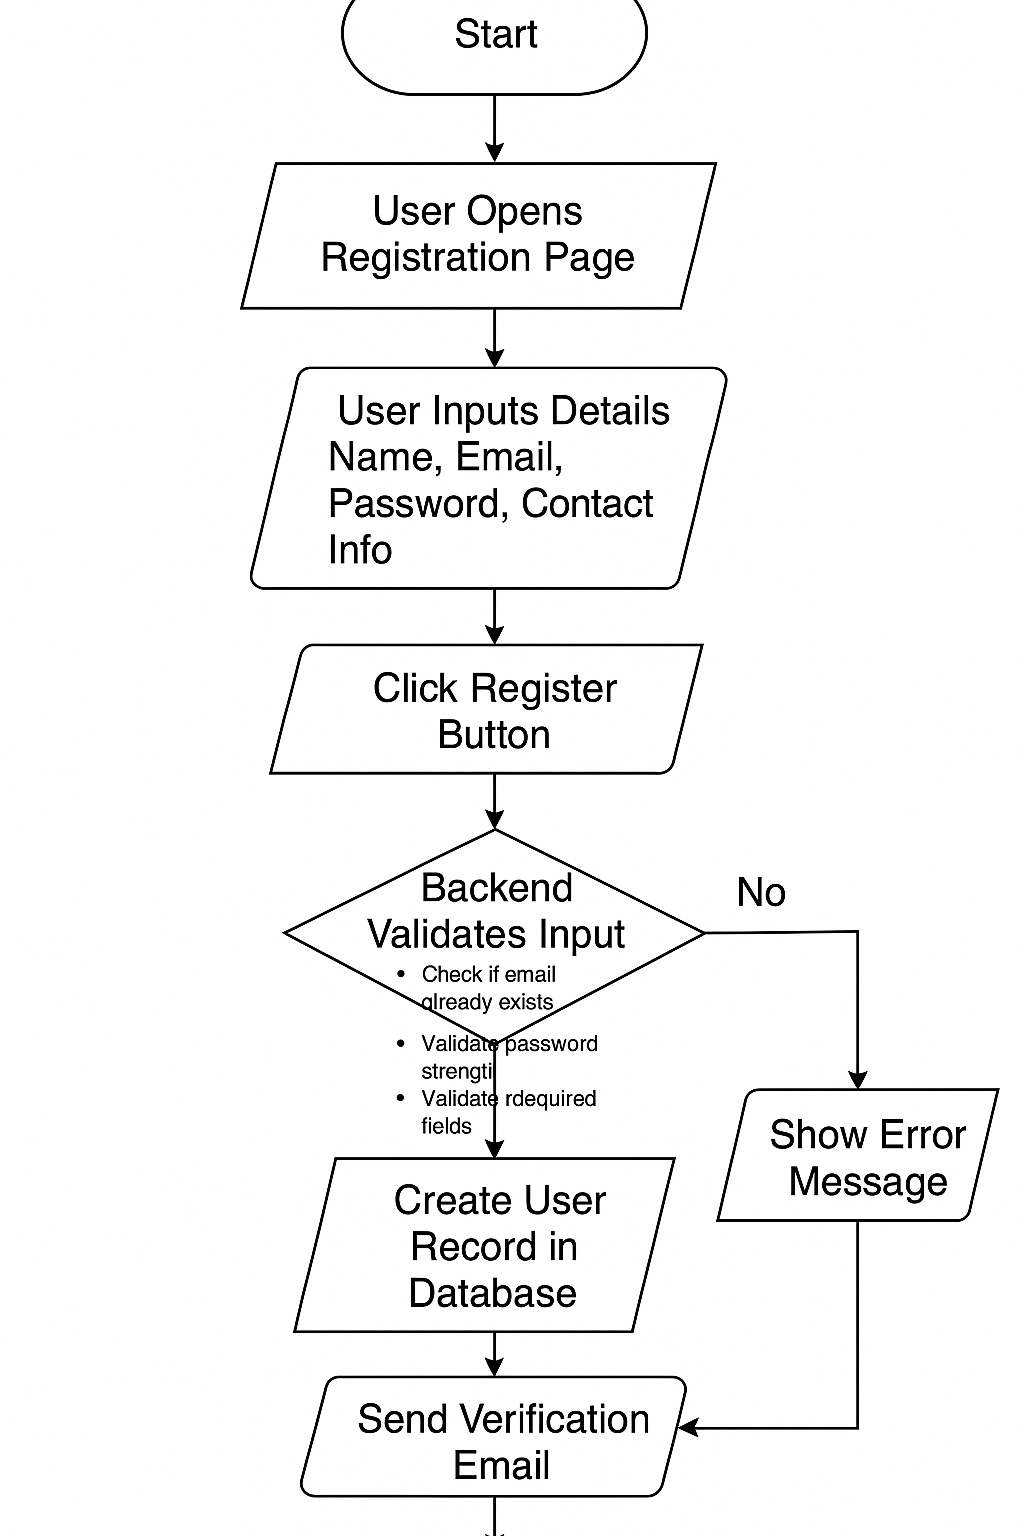 Start
User Opens
Registration Page
User Inputs Details
Name, Email,
Password, Contact
Info
Click Register
Button
Backend
Validates Input
No
• Check if email
already exists
• Validate password
strengti
• Validate rdequired
fields
Show Error
Message
Create User
Record in
Database
Send Verification
Email